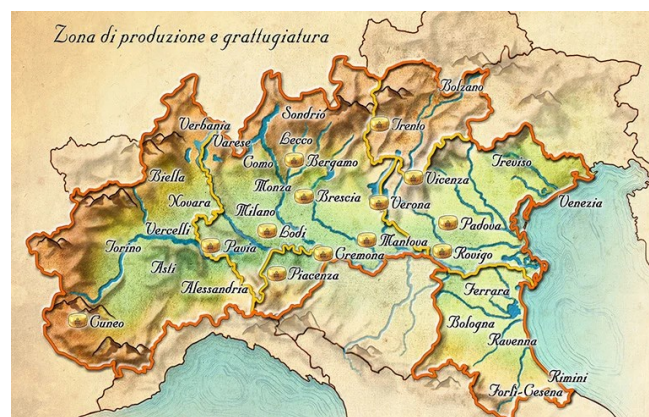 Zona di produzione e grattugiatura
Bolzano
Sondrio
Verbania
Trento
Varese
Lecco
Como
Bergamo
Treviso
Biella
Vicenza
Monza
Brescia
Novara
Verona
Venezia
Milano
Padova
Vercelli
Lodi
Torino
Pavia
Mantova
Cremona
Rovigo
Asti
Piacenza
Alessandria
Ferrara
Cuneo
Bologna
Ravenna
Rimini
Forlì-Cesena